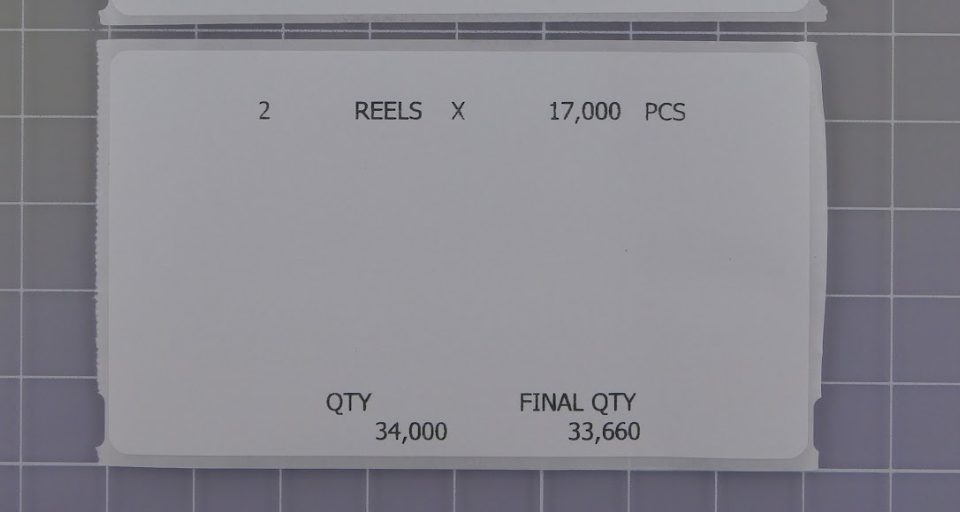 2 REELS X 17,000 PCS
QTY FINAL QTY
34,000 33,660